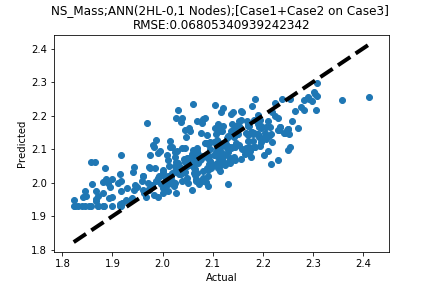 NS_Mass;ANN(2HL-0,1 Nodes);[Case1+Case2 on Case3]
RMSE:0.06805340939242342
2.4
2.3
2.2
2.1
2.0
1.9
1.8
Predicted
1.8 1.9 2.0 2.1 2.2 2.3 2.4
Actual